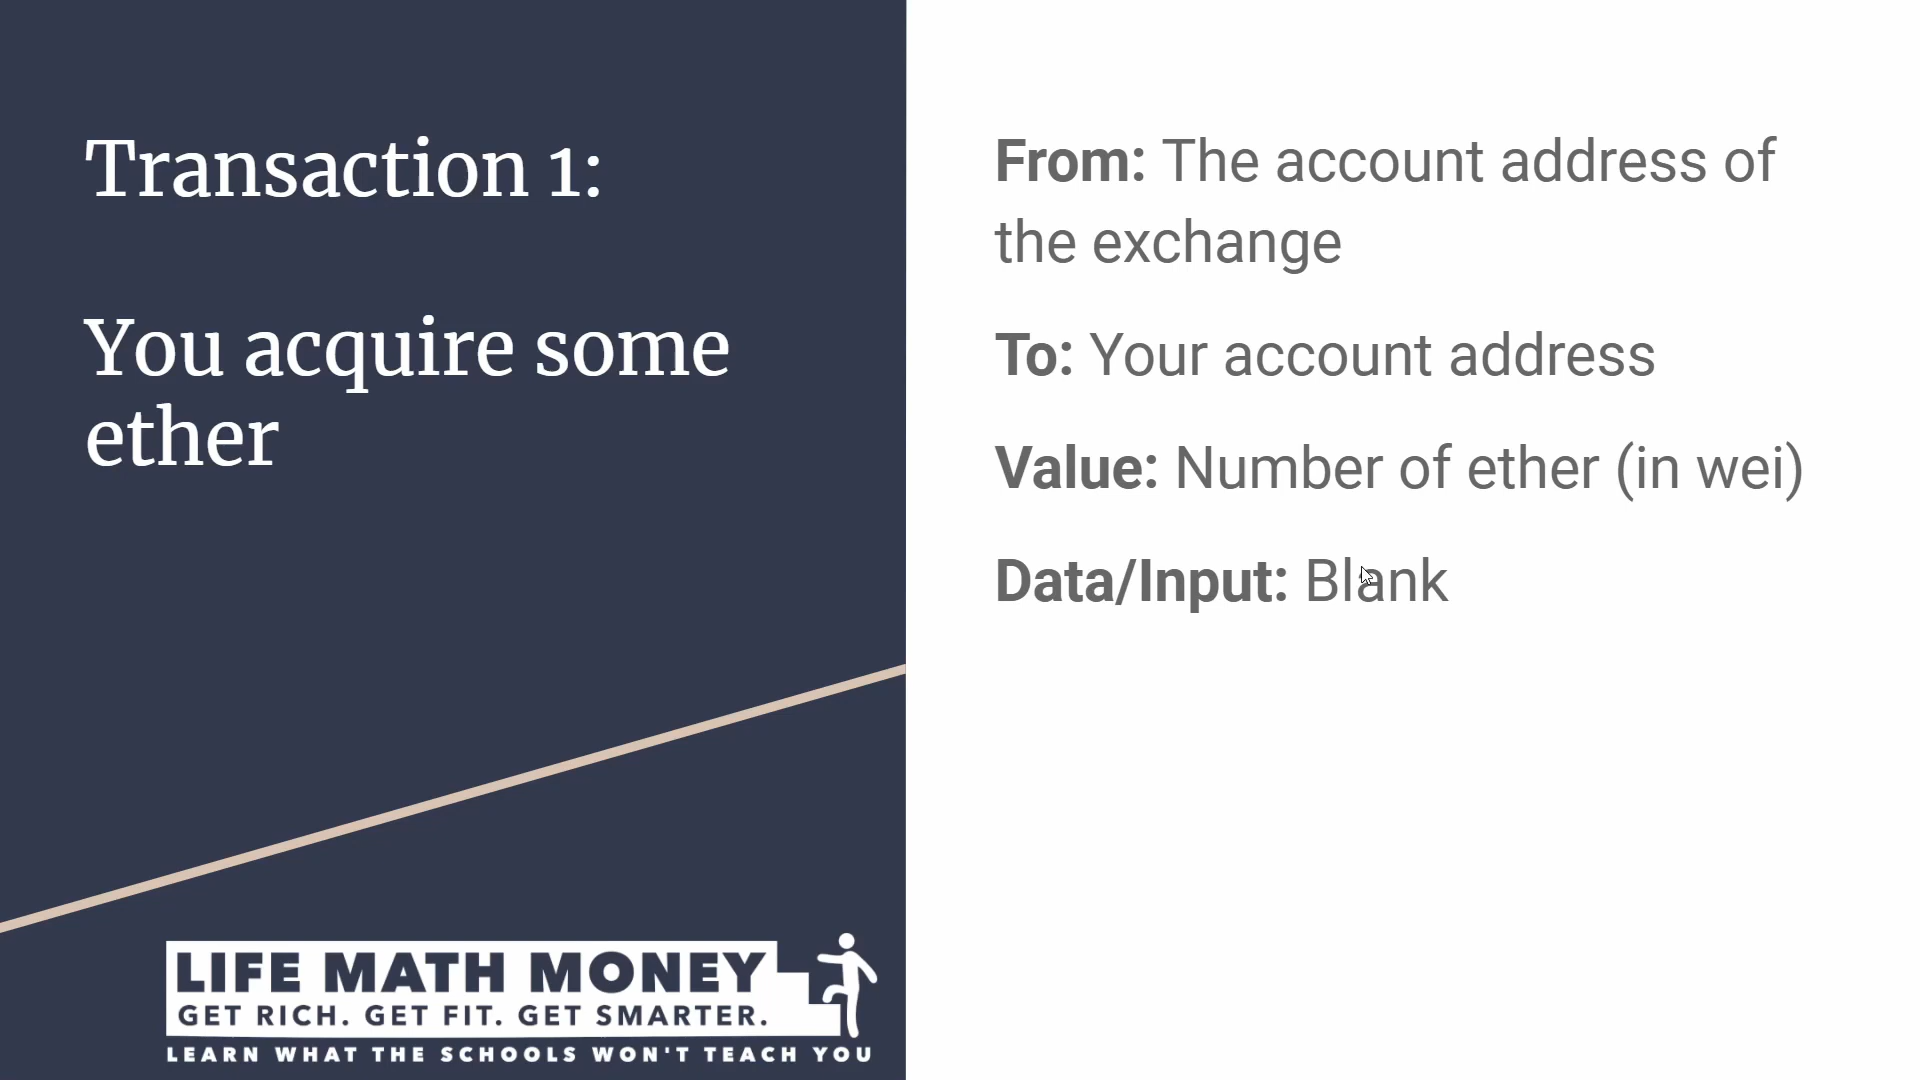 Transaction 1:
You acquire some
ether
From: The account address of
the exchange
To: Your account address
Value: Number of ether (in wei)
Data/Input: Blank
LIFE MATH MONEY
GET RICH. GET FIT. GET SMARTER.
LEARN WHAT THE SCHOOLS WON'T TEACH YOU